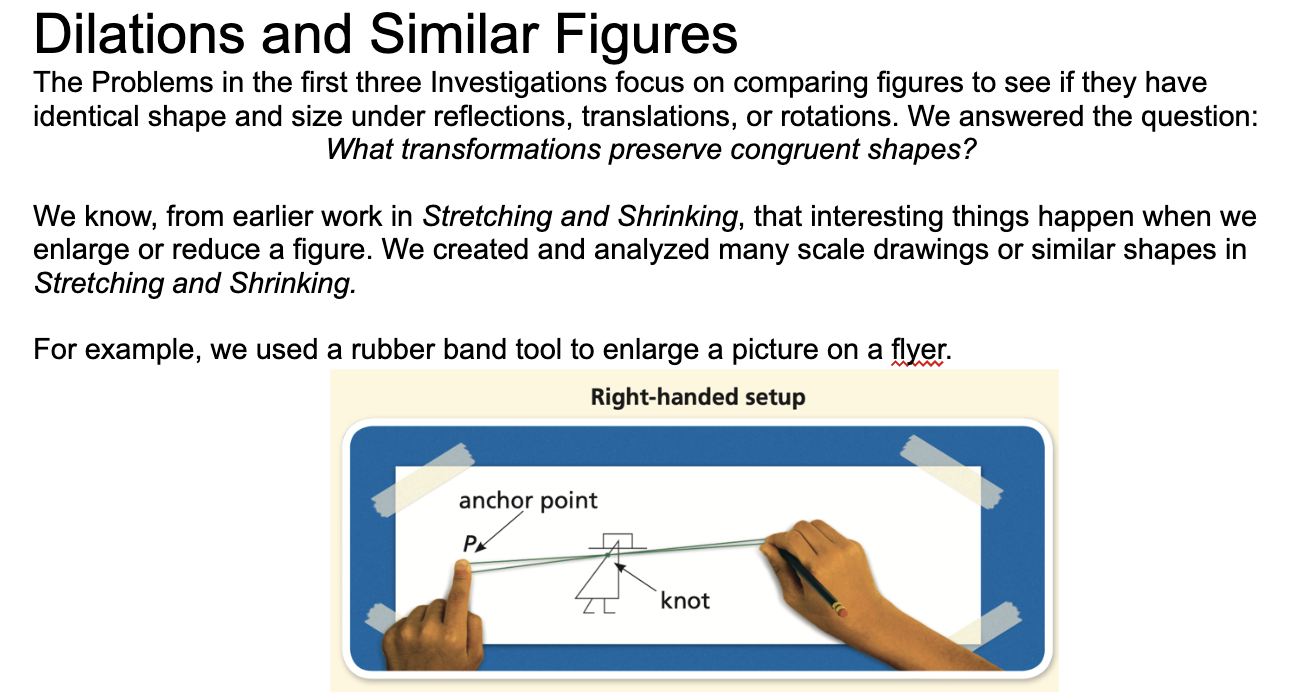 Dilations and Similar Figures
The Problems in the first three Investigations focus on comparing figures to see if they have
identical shape and size under reflections, translations, or rotations. We answered the question:
What transformations preserve congruent shapes?
We know, from earlier work in Stretching and Shrinking, that interesting things happen when we
enlarge or reduce a figure. We created and analyzed many scale drawings or similar shapes in
Stretching and Shrinking.
For example, we used a rubber band tool to enlarge a picture on a flyer.
Right-handed setup
anchor point
P
knot